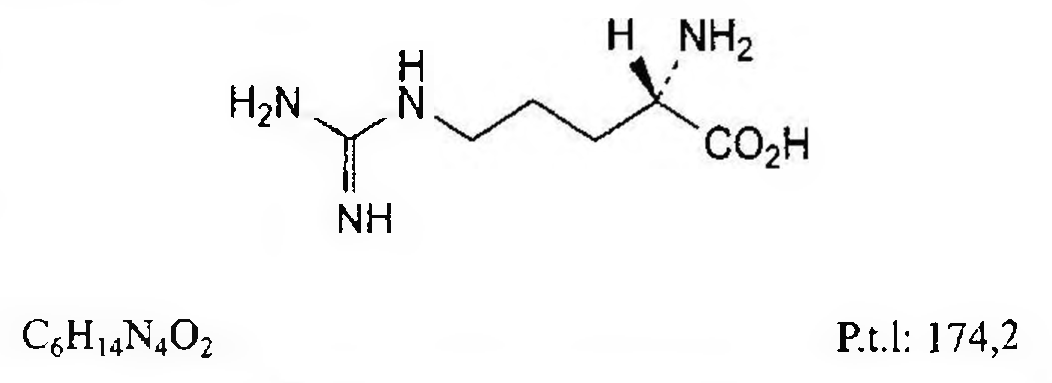 H NH₂
H
H₂N N
CO₂H
NH
C₆H₁₄N₄O₂ P.t.l: 174,2